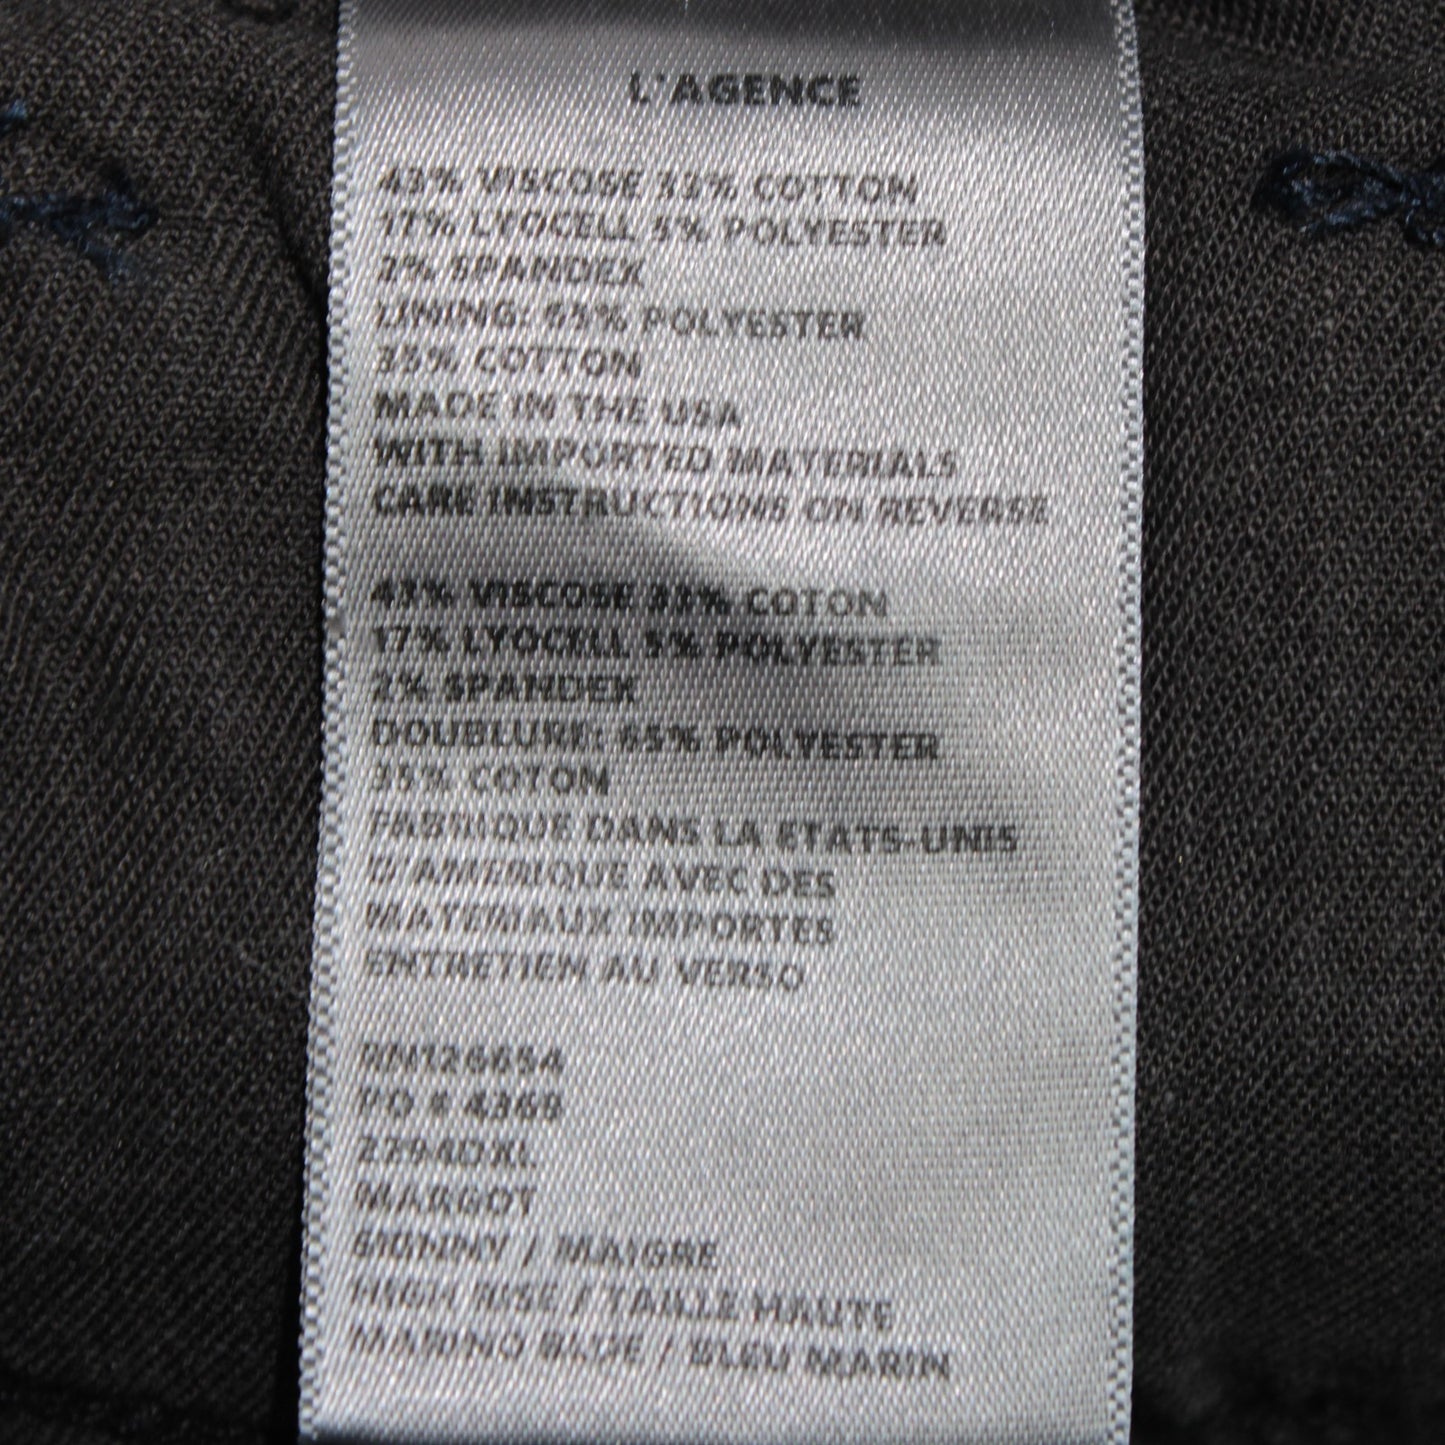 L'AGENCE
43% VISCOSE 33% COTTON
17% LYOCELL 5% POLYESTER
2% SPANDEX
LINING: 65% POLYESTER
35% COTTON
MADE IN THE USA
WITH IMPORTED MATERIALS
CARE INSTRUCTIONS ON REVERSE
43% VISCOSE 33% COTON
17% LYOCELL 5% POLYESTER
2% SPANDEX
DOUBLURE: 65% POLYESTER
35% COTON
FABRIQUE DANS LA ETATS-UNIS
D'AMERIQUE AVEC DES
MATERIAUX IMPORTES
ENTRETIEN AU VERSO
RN126654
PO # 4369
2294DXL
MARGOT
SKINNY / MAIGRE
HIGH RISE / TAILLE HAUTE
MARINO BLUE / BLEU MARIN